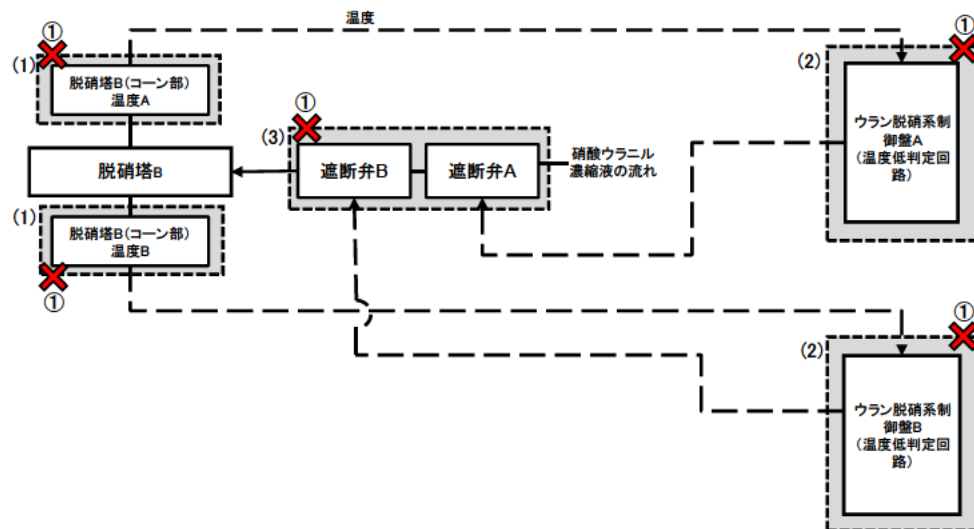 温度
①
(1)
脱硝塔B(コーン部)
温度A
①
(2)
ウラン脱硝系制
御盤A
(温度低判定回
路)
①
(3)
遮断弁B
遮断弁A
硝酸ウラニル
濃縮液の流れ
脱硝塔B
(1)
脱硝塔B(コーン部)
温度B
①
①
(2)
ウラン脱硝系制
御盤B
(温度低判定回
路)